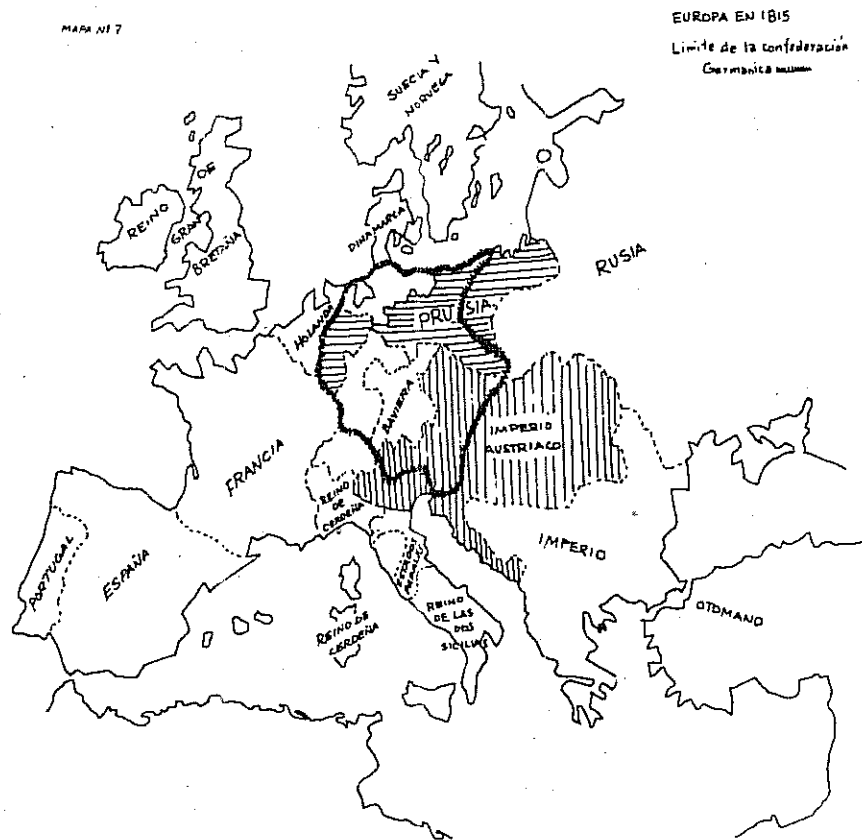 MAPA Nº 7
EUROPA EN 1815
Limite de la confederación
Germanica
SUECIA Y
NORUEGA
REINO
DE
GRAN
BRETAÑA
DINAMARCA
RUSIA
HOLANDA
PRUSIA
BAVIERA
IMPERIO
AUSTRIACO
FRANCIA
REINO
DE
CERDEÑA
PORTUGAL
ESPAÑA
ESTADOS
REINO DE
CERDEÑA
REINO
DE LAS
DOS
SICILIAS
IMPERIO
OTOMANO